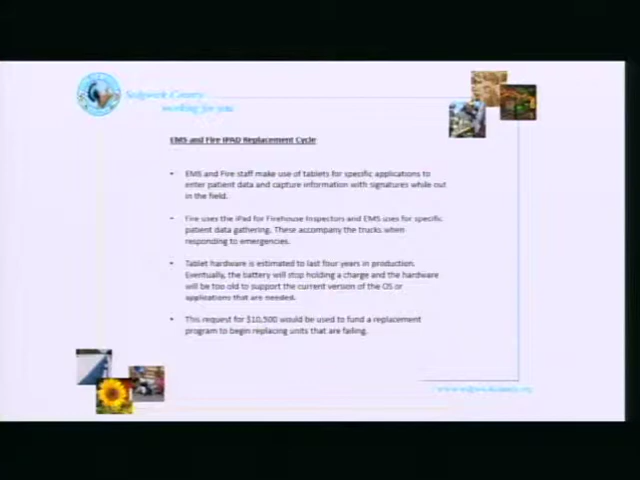 Sedgwick County
working for you
EMS and Fire IPAD Replacement Cycle
• EMS and Fire staff make use of tablets for specific applications to
enter patient data and capture information with signatures while out
in the field.
• Fire uses the iPad for Firehouse Inspectors and EMS uses for specific
patient data gathering. These accompany the trucks when
responding to emergencies.
• Tablet hardware is estimated to last four years in production.
Eventually, the battery will stop holding a charge and the hardware
will be too old to support the current version of the OS or
applications that are needed.
• This request for $10,500 would be used to fund a replacement
program to begin replacing units that are failing.